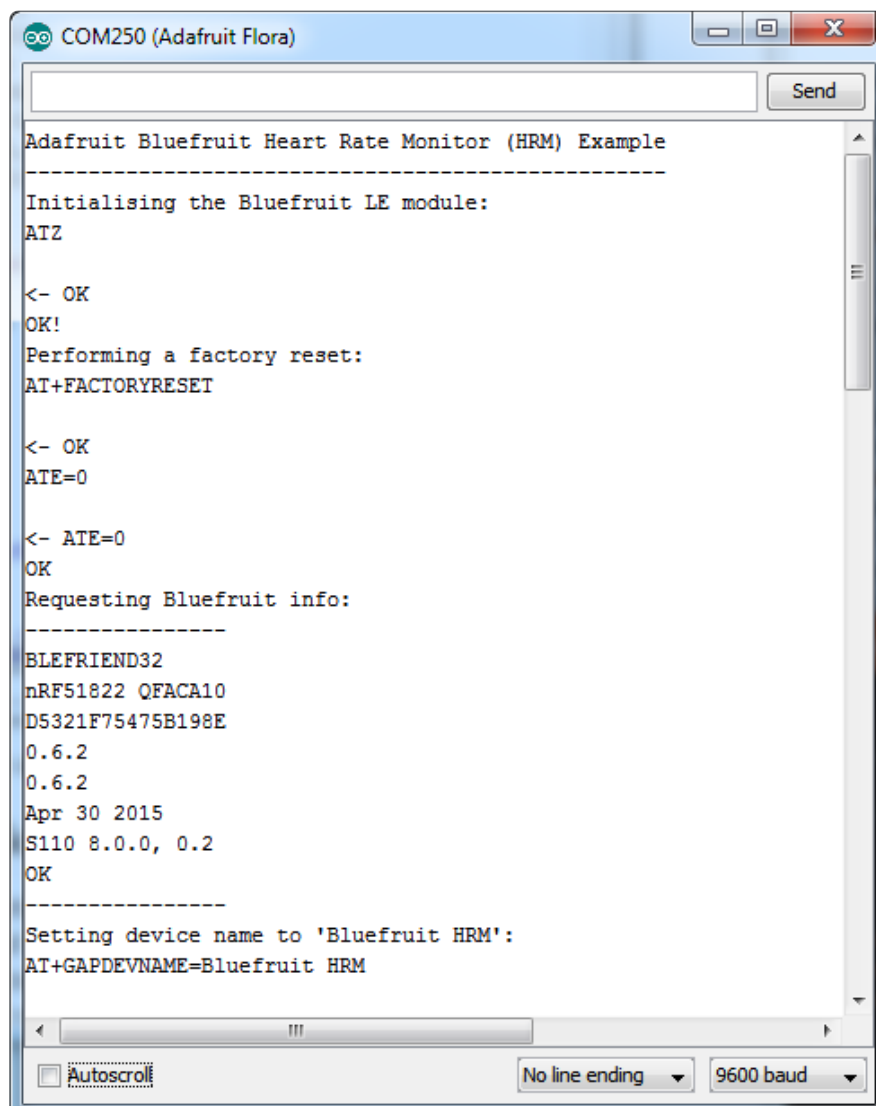 COM250 (Adafruit Flora)
Send
Adafruit Bluefruit Heart Rate Monitor (HRM) Example
---------------------------------------------------
Initialising the Bluefruit LE module:
ATZ
<- OK
OK!
Performing a factory reset:
AT+FACTORYRESET
<- OK
ATE=0
<- ATE=0
OK
Requesting Bluefruit info:
----------------
BLEFRIEND32
nRF51822 QFACA10
D5321F75475B198E
0.6.2
0.6.2
Apr 30 2015
S110 8.0.0, 0.2
OK
----------------
Setting device name to 'Bluefruit HRM':
AT+GAPDEVNAME=Bluefruit HRM
Autoscroll
No line ending
9600 baud